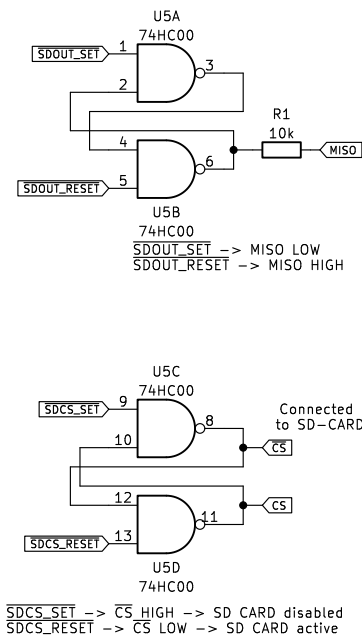 U5A
74HC00
SDOUT_SET
1
2
3
R1
10k
MISO
4
5
6
SDOUT_RESET
U5B
74HC00
SDOUT_SET -> MISO LOW
SDOUT_RESET -> MISO HIGH
U5C
74HC00
SDCS_SET
9
10
8
Connected
to SD-CARD
CS
12
13
11
CS
SDCS_RESET
U5D
74HC00
SDCS_SET -> CS HIGH -> SD CARD disabled
SDCS_RESET -> CS LOW -> SD CARD active